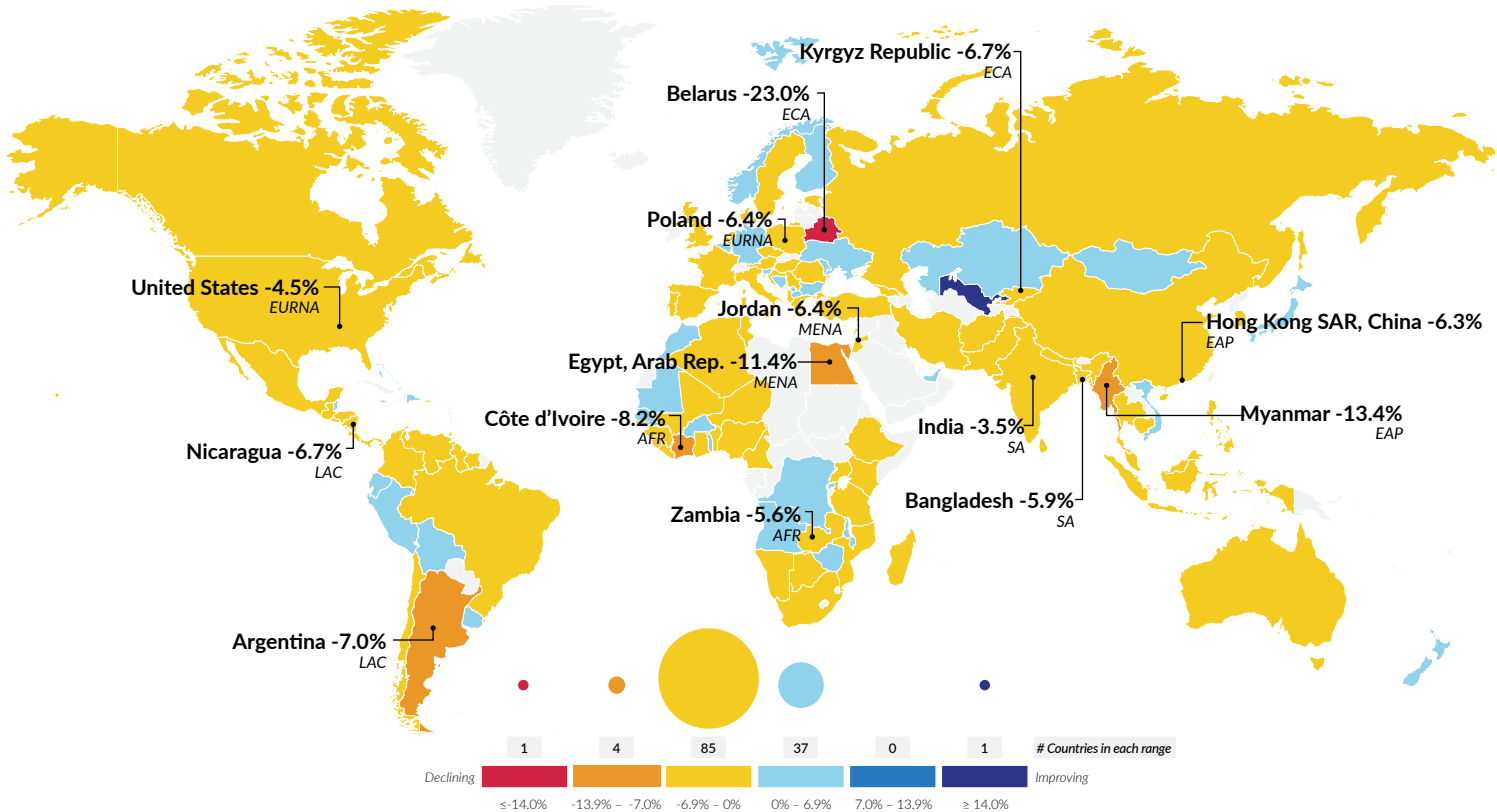 Kyrgyz Republic -6.7%
ECA
Belarus -23.0%
ECA
Poland -6.4%
EURNA
United States -4.5%
EURNA
Jordan -6.4%
MENA
Hong Kong SAR, China -6.3%
EAP
Egypt, Arab Rep. -11.4%
MENA
Côte d’Ivoire -8.2%
AFR
India -3.5%
SA
Myanmar -13.4%
EAP
Nicaragua -6.7%
LAC
Bangladesh -5.9%
SA
Zambia -5.6%
AFR
Argentina -7.0%
LAC
1 4 85 37 0 1 # Countries in each range
Declining Improving
≤-14.0% -13.9% – -7.0% -6.9% – 0% 0% – 6.9% 7.0% – 13.9% ≥ 14.0%